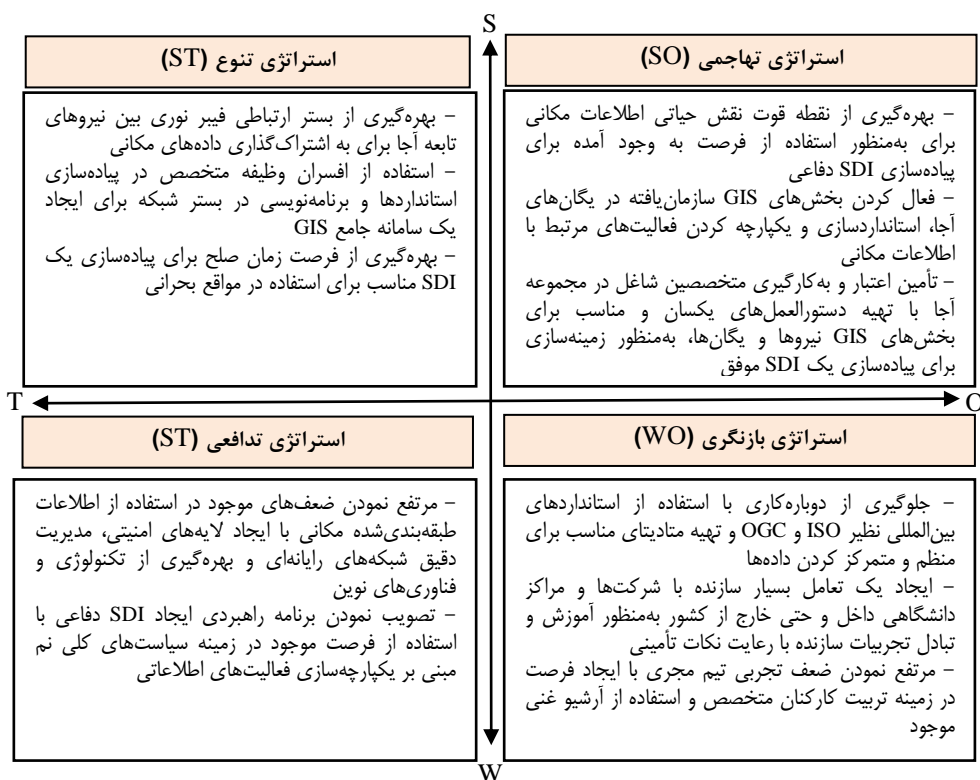 S
استراتژی تهاجمی (SO)
– بهره‌گیری از نقطه قوت نقش حیاتی اطلاعات مکانی
برای به‌منظور استفاده از فرصت به وجود آمده برای
پیاده‌سازی SDI دفاعی
– فعال کردن بخش‌های GIS سازمان‌یافته در یگان‌های
آجا، استانداردسازی و یکپارچه کردن فعالیت‌های مرتبط با
اطلاعات مکانی
– تأمین اعتبار و به‌کارگیری متخصصین شاغل در مجموعه
آجا با تهیه دستورالعمل‌های یکسان و مناسب برای
بخش‌های GIS نیروها و یگان‌ها، به‌منظور زمینه‌سازی
برای پیاده‌سازی یک SDI موفق
استراتژی تنوع (ST)
– بهره‌گیری از بستر ارتباطی فیبر نوری بین نیروهای
تابعه آجا برای به اشتراک‌گذاری داده‌های مکانی
– استفاده از افسران وظیفه متخصص در پیاده‌سازی
استانداردها و برنامه‌نویسی در بستر شبکه برای ایجاد
یک سامانه جامع GIS
– بهره‌گیری از فرصت زمان صلح برای پیاده‌سازی یک
SDI مناسب برای استفاده در مواقع بحرانی
O
T
استراتژی بازنگری (WO)
– جلوگیری از دوباره‌کاری با استفاده از استانداردهای
بین‌المللی نظیر ISO و OGC و تهیه متادیتای مناسب برای
منظم و متمرکز کردن داده‌ها
– ایجاد یک تعامل بسیار سازنده با شرکت‌ها و مراکز
دانشگاهی داخل و حتی خارج از کشور به‌منظور آموزش و
تبادل تجربیات سازنده با رعایت نکات تأمینی
– مرتفع نمودن ضعف تجربی تیم مجری با ایجاد فرصت
در زمینه تربیت کارکنان متخصص و استفاده از آرشیو غنی
موجود
استراتژی تدافعی (ST)
– مرتفع نمودن ضعف‌های موجود در استفاده از اطلاعات
طبقه‌بندی‌شده مکانی با ایجاد لایه‌های امنیتی، مدیریت
دقیق شبکه‌های رایانه‌ای و بهره‌گیری از تکنولوژی و
فناوری‌های نوین
– تصویب نمودن برنامه راهبردی ایجاد SDI دفاعی با
استفاده از فرصت موجود در زمینه سیاست‌های کلی نم
مبنی بر یکپارچه‌سازی فعالیت‌های اطلاعاتی
W